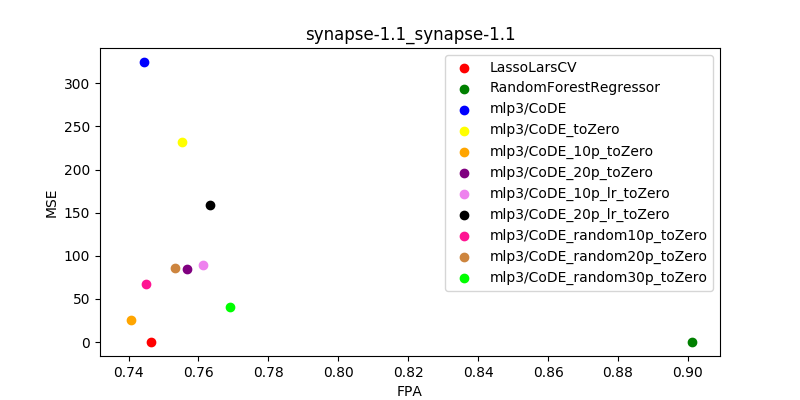 synapse-1.1_synapse-1.1
MSE
300
250
200
150
100
50
0
LassoLarsCV
RandomForestRegressor
mlp3/CoDE
mlp3/CoDE_toZero
mlp3/CoDE_10p_toZero
mlp3/CoDE_20p_toZero
mlp3/CoDE_10p_lr_toZero
mlp3/CoDE_20p_lr_toZero
mlp3/CoDE_random10p_toZero
mlp3/CoDE_random20p_toZero
mlp3/CoDE_random30p_toZero
0.74 0.76 0.78 0.80 0.82 0.84 0.86 0.88 0.90
FPA